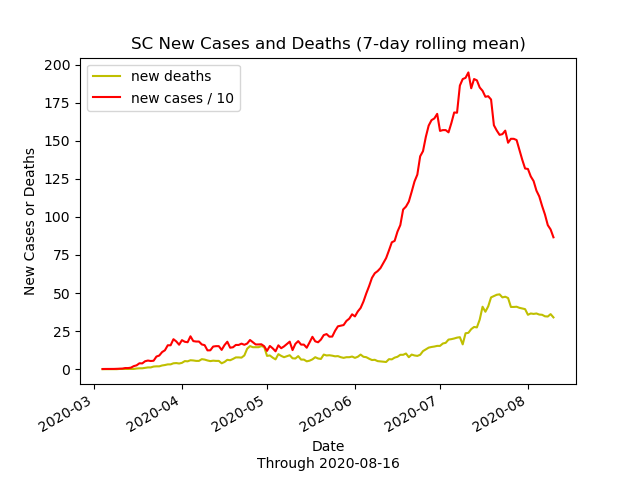 SC New Cases and Deaths (7-day rolling mean)
new deaths
new cases / 10
New Cases or Deaths
200
175
150
125
100
75
50
25
0
2020-03
2020-04
2020-05
2020-06
2020-07
2020-08
Date
Through 2020-08-16